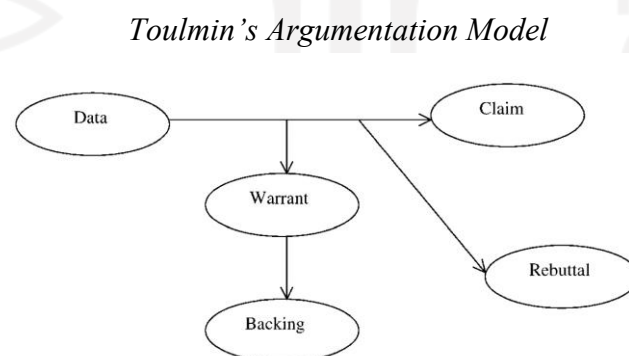 Toulmin’s Argumentation Model
Data
Claim
Warrant
Rebuttal
Backing